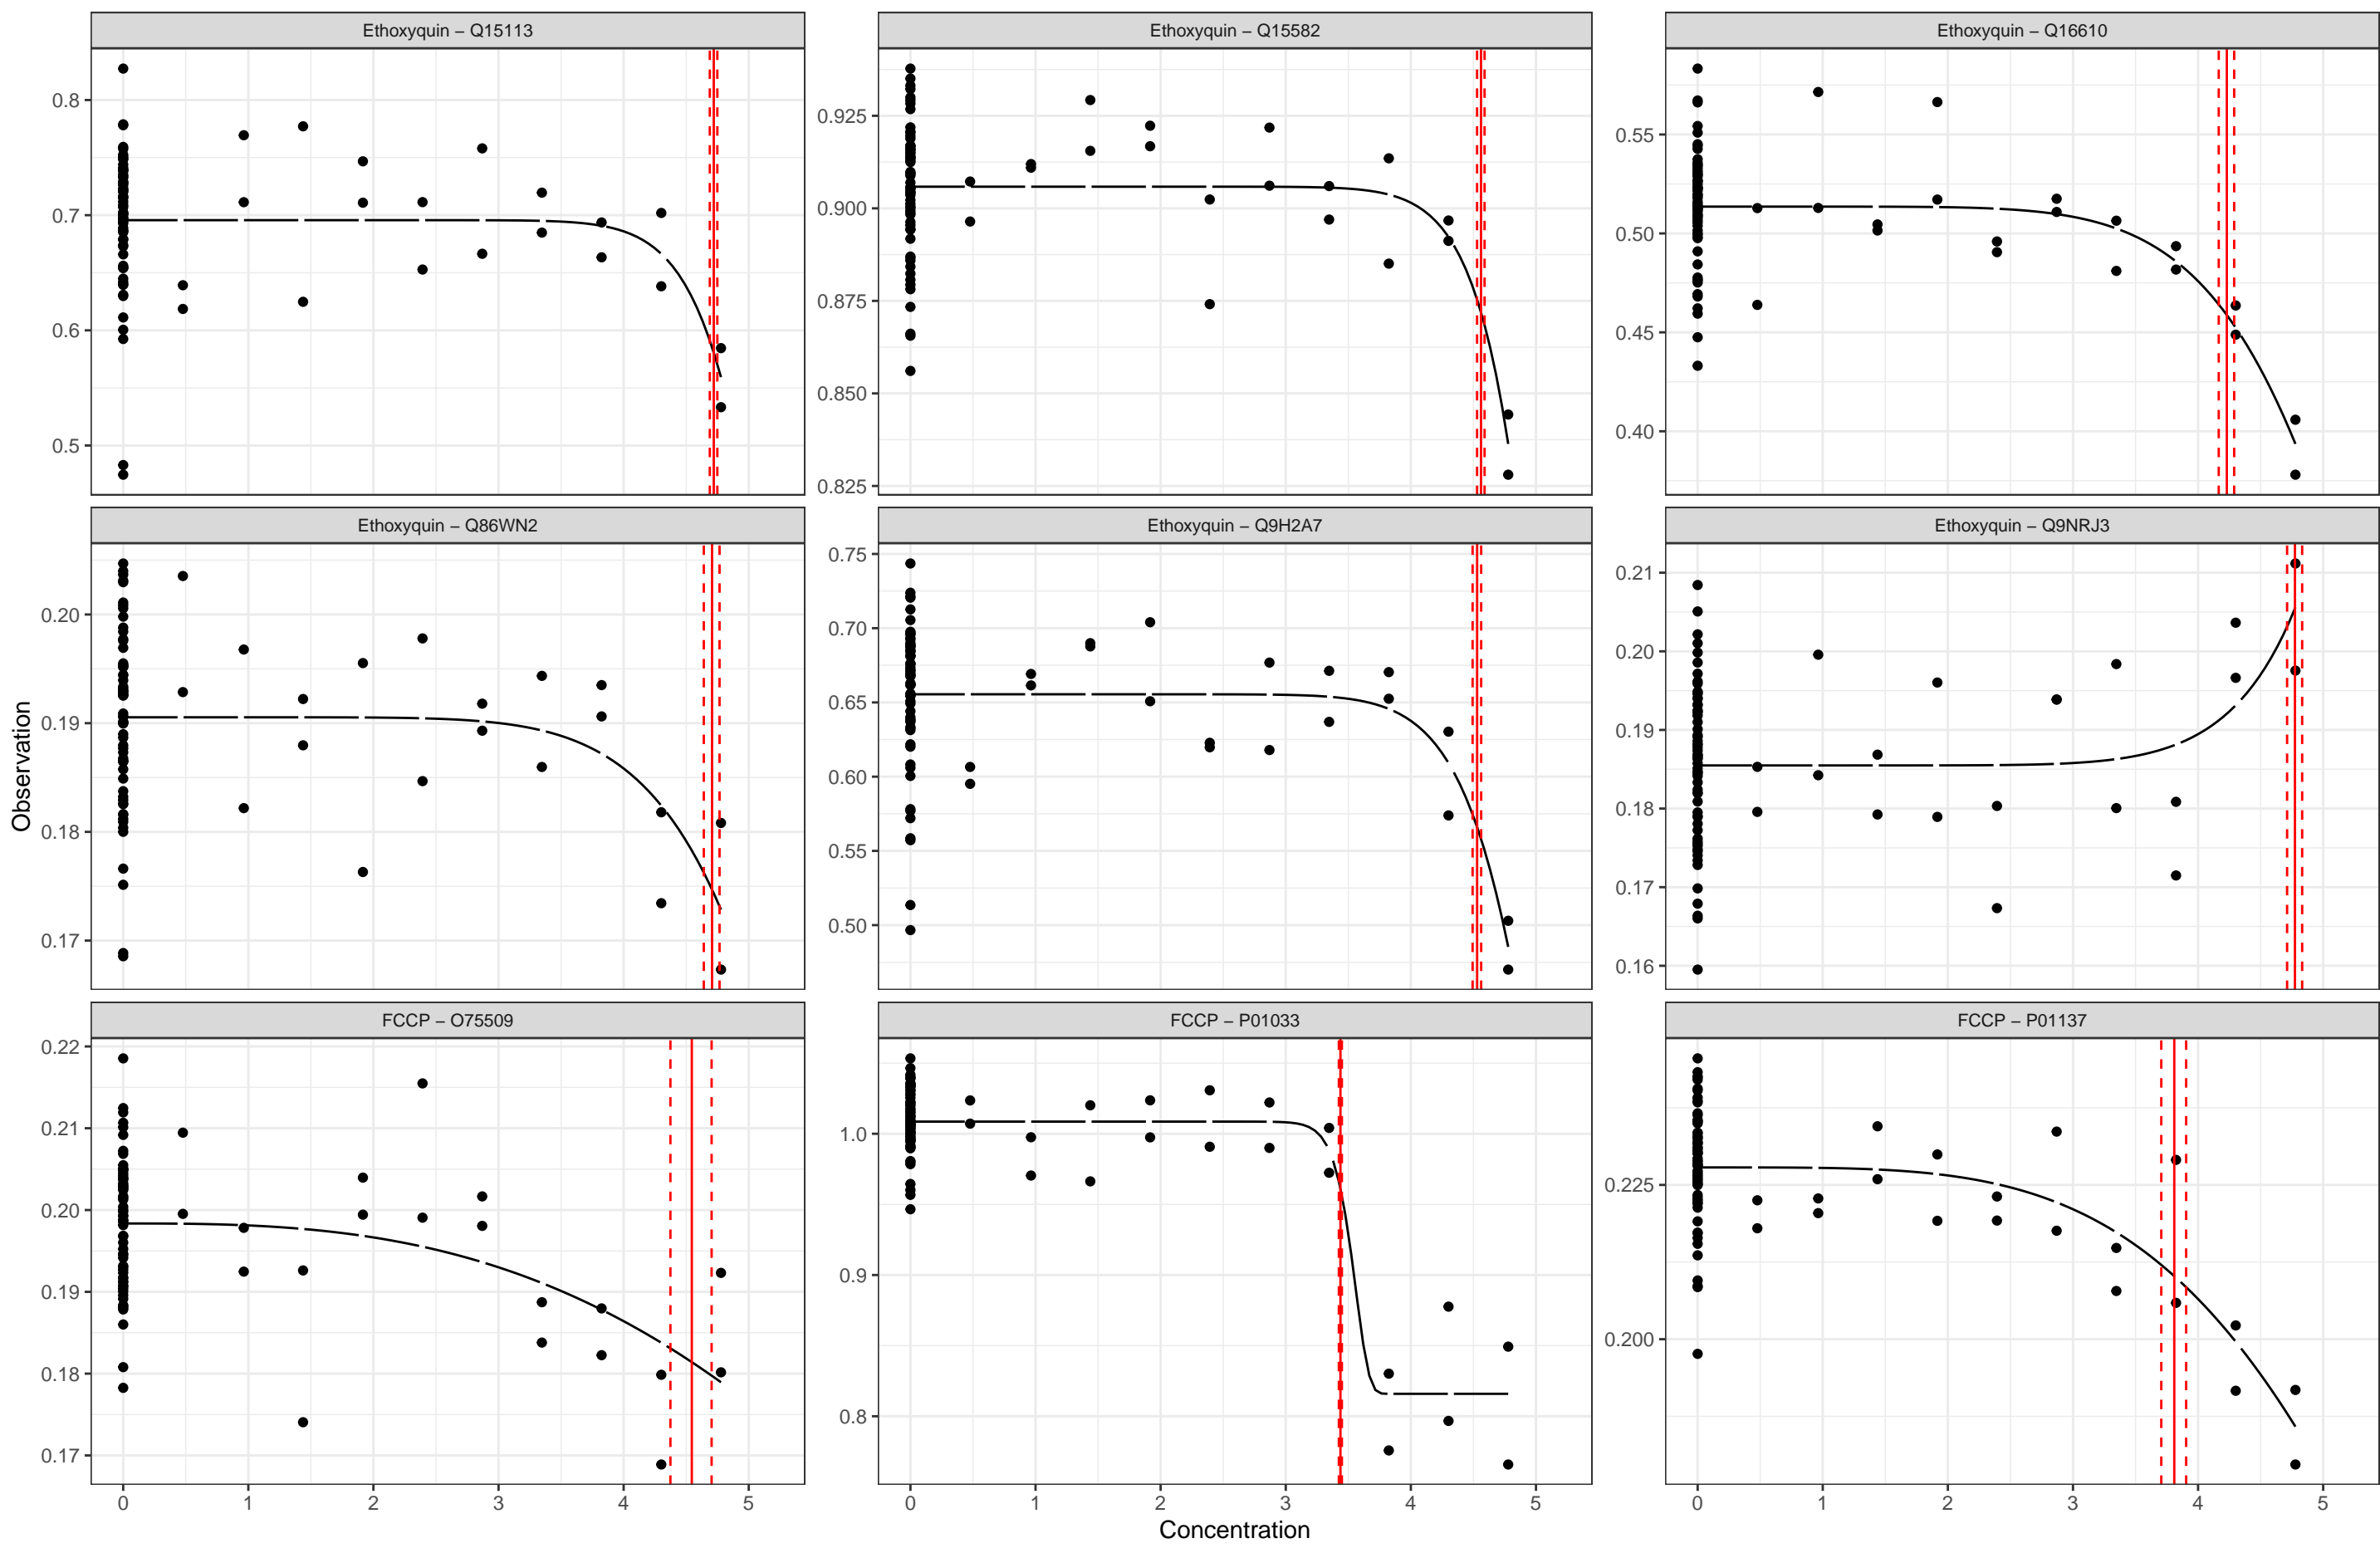 Ethoxyquin – Q15113
Ethoxyquin – Q15582
Ethoxyquin – Q16610
0.8
0.7
0.6
0.5
0.925
0.900
0.875
0.850
0.825
0.55
0.50
0.45
0.40
Ethoxyquin – Q86WN2
Ethoxyquin – Q9H2A7
Ethoxyquin – Q9NRJ3
0.20
0.19
0.18
0.17
0.75
0.70
0.65
0.60
0.55
0.50
0.21
0.20
0.19
0.18
0.17
0.16
Observation
FCCP – O75509
FCCP – P01033
FCCP – P01137
0.22
0.21
0.20
0.19
0.18
0.17
1.0
0.9
0.8
0.225
0.200
0 1 2 3 4 5
0 1 2 3 4 5
0 1 2 3 4 5
Concentration